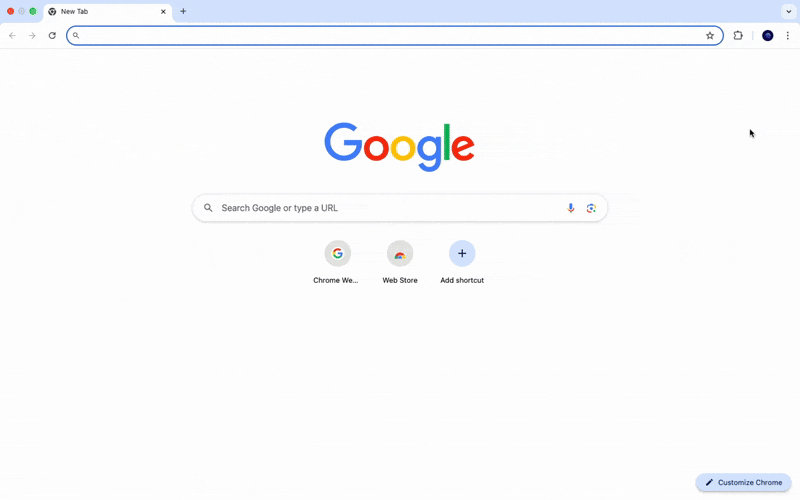 New Tab
Google
Search Google or type a URL
Chrome We...
Web Store
Add shortcut
Customize Chrome